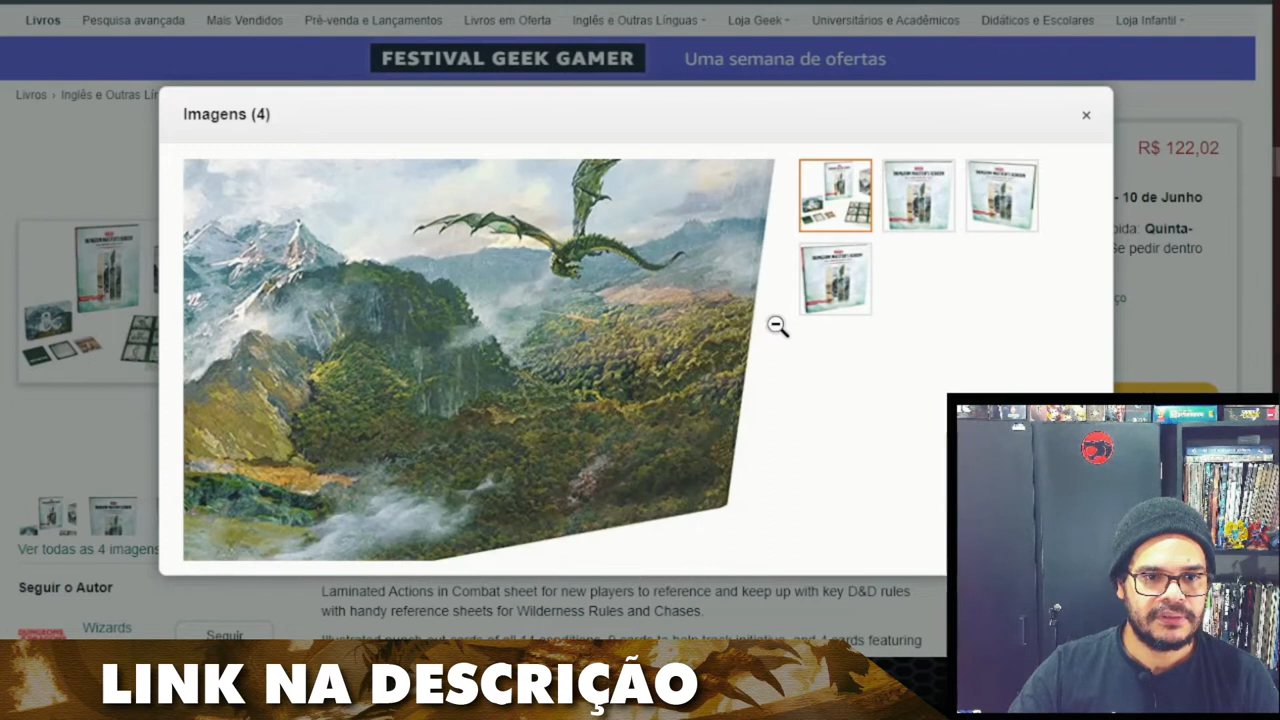 Livros Pesquisa avançada Mais Vendidos Pré-venda e Lançamentos Livros em Oferta Inglês e Outras Línguas Loja Geek Universitários e Acadêmicos Didáticos e Escolares Loja Infantil
FESTIVAL GEEK GAMER Uma semana de ofertas
Livros › Inglês e Outras Lín
Imagens (4) ×
R$ 122,02
- 10 de Junho
Quinta-
Se pedir dentro
Ver todas as 4 imagens
Seguir o Autor
Wizards
Seguir
Laminated Actions in Combat sheet for new players to reference and keep up with key D&D rules
with handy reference sheets for Wilderness Rules and Chases.
LINK NA DESCRIÇÃO